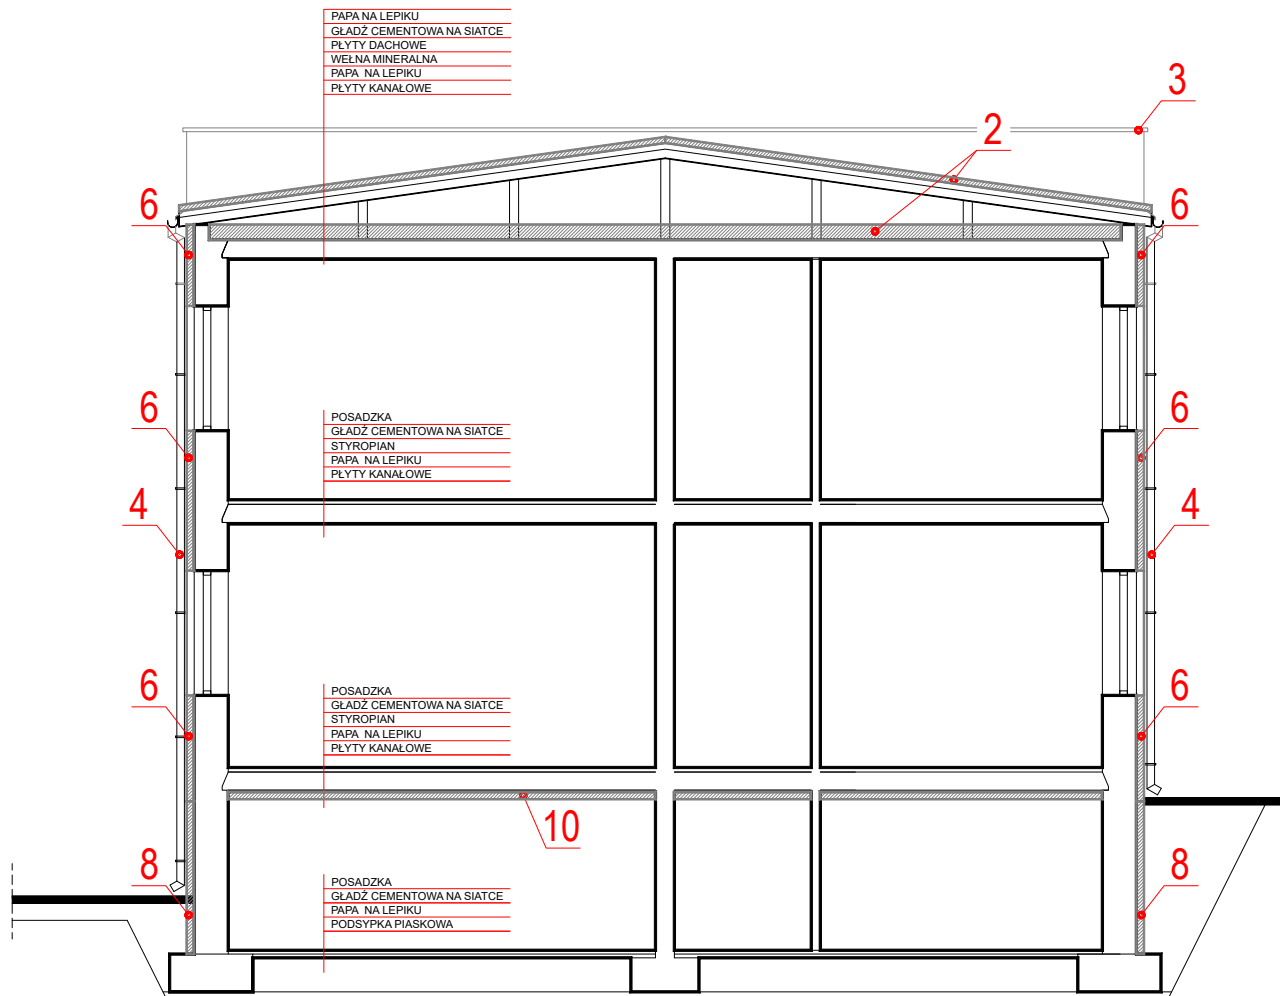 PAPA NA LEPIKU
GŁADŹ CEMENTOWA NA SIATCE
PŁYTY DACHOWE
WEŁNA MINERALNA
PAPA NA LEPIKU
PŁYTY KANAŁOWE
3
2
6
6
POSADZKA
GŁADŹ CEMENTOWA NA SIATCE
STYROPIAN
PAPA NA LEPIKU
PŁYTY KANAŁOWE
6
6
4
4
POSADZKA
GŁADŹ CEMENTOWA NA SIATCE
STYROPIAN
PAPA NA LEPIKU
PŁYTY KANAŁOWE
6
6
10
POSADZKA
GŁADŹ CEMENTOWA NA SIATCE
PAPA NA LEPIKU
PODSYPKA PIASKOWA
8
8